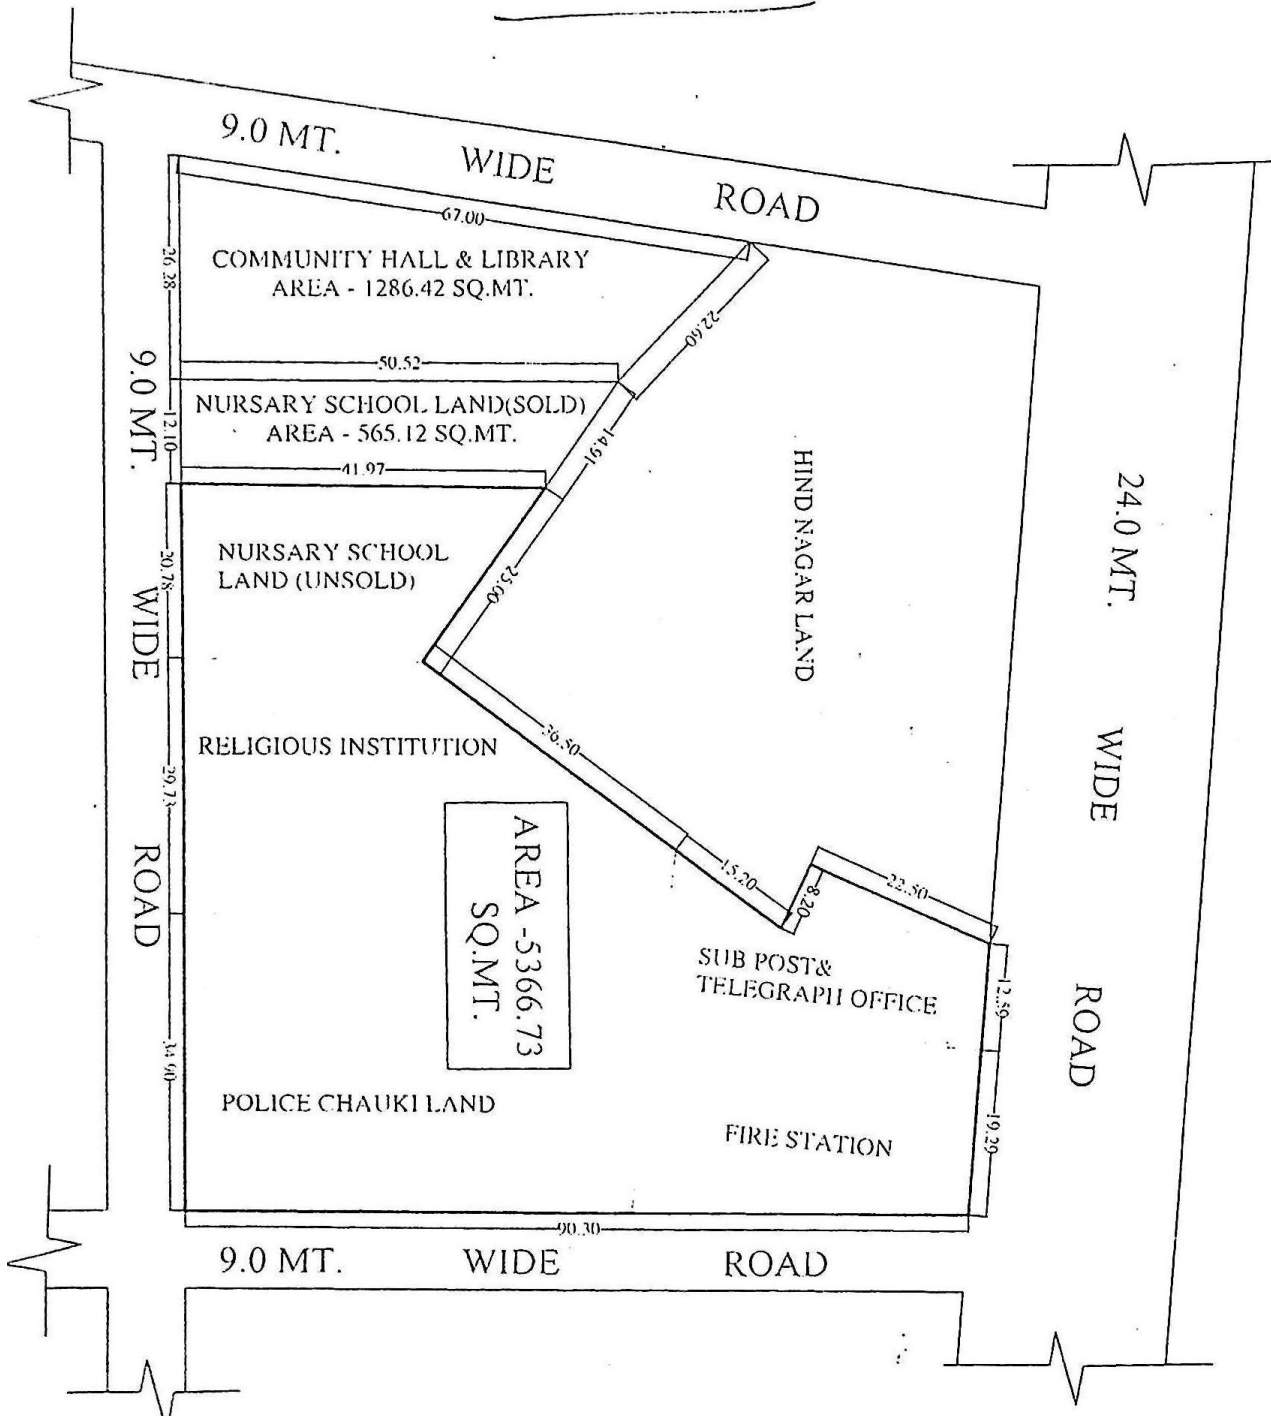 9.0 MT. WIDE ROAD
67.00
26.28
COMMUNITY HALL & LIBRARY
AREA - 1286.42 SQ.MT.
22.60
50.52
9.0 MT. WIDE ROAD
12.10
NURSARY SCHOOL LAND(SOLD)
AREA - 565.12 SQ.MT.
14.91
41.97
HIND NAGAR LAND
24.0 MT. WIDE ROAD
20.78
NURSARY SCHOOL
LAND (UNSOLD)
25.00
36.50
RELIGIOUS INSTITUTION
29.73
AREA -5366.73
SQ.MT.
15.20
8.20
22.50
SUB POST&
TELEGRAPH OFFICE
12.59
34.90
POLICE CHAUKI LAND
FIRE STATION
19.29
90.30
9.0 MT. WIDE ROAD